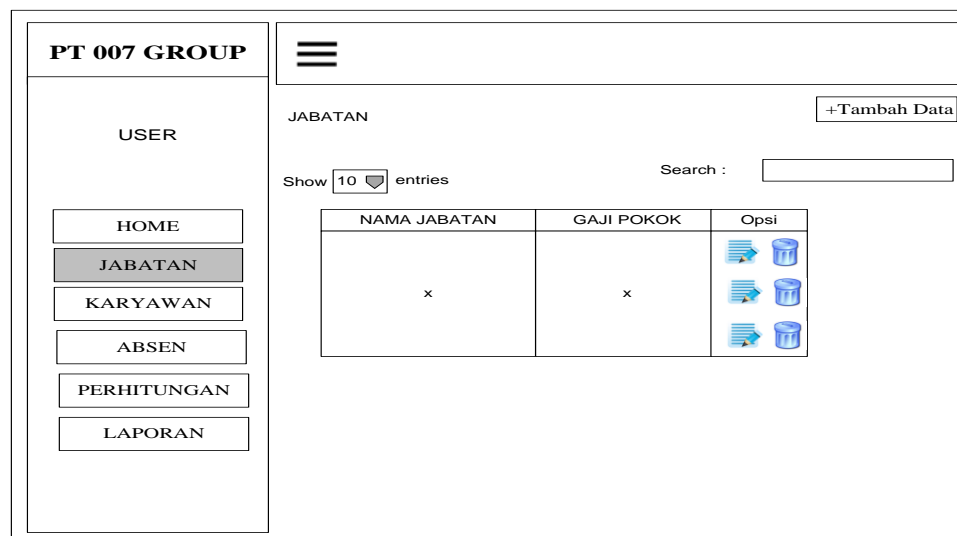 PT 007 GROUP
USER
HOME
JABATAN
KARYAWAN
ABSEN
PERHITUNGAN
LAPORAN
JABATAN
+Tambah Data
Show 10 entries
Search :
NAMA JABATAN GAJI POKOK Opsi
x x